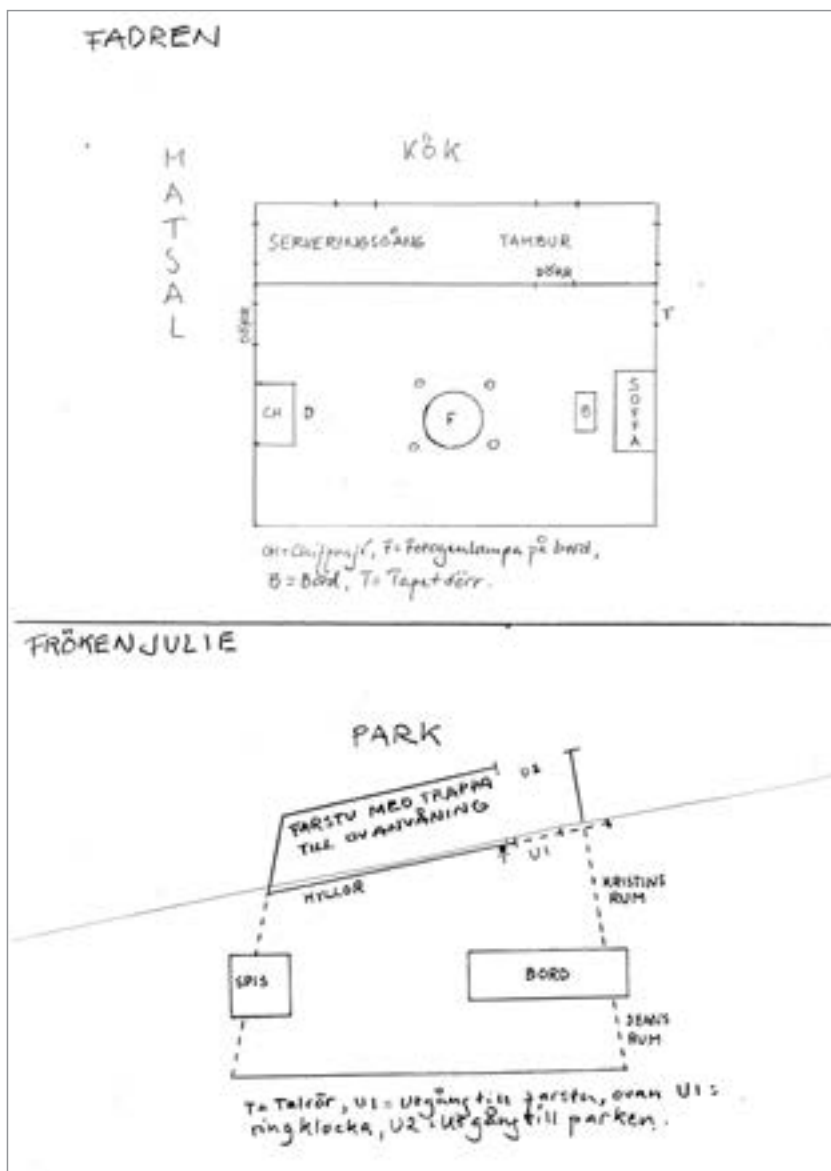 FADREN
MATSAL
KÖK
SERVERINGSGÅNG TAMBUR
DÖRR
DÖRR
T
CH D
F
B
SOFFA
CH = Chiffonjé, F = Fotogenlampa på bord,
B = Bord, T = Tapetdörr.
FRÖKEN JULIE
PARK
U2
FARSTU MED TRAPPA
TILL OVANVÅNING
U1
HYLLOR
KRISTINS
RUM
SPIS
BORD
JEANS
RUM
T = Talrör, U1 = Utgång till farstun, ovan U1 =
ringklocka, U2 = Utgång till parken.